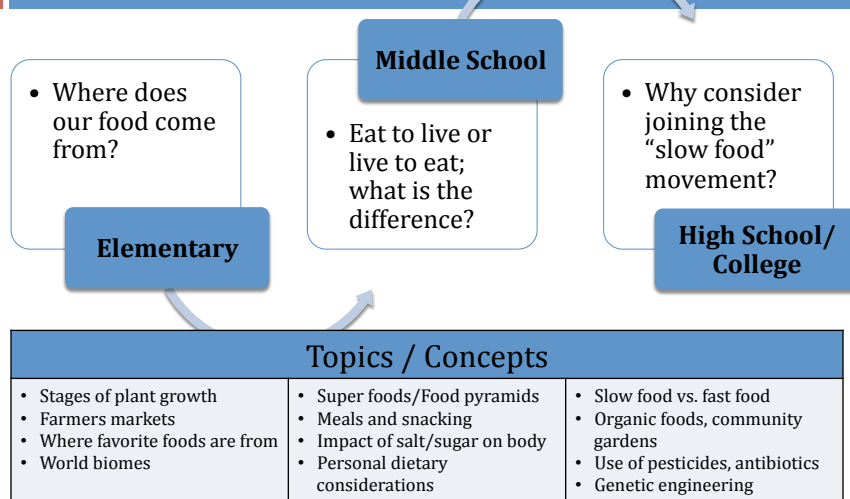 • Where does
our food come
from?
Elementary
Middle School
• Eat to live or
live to eat;
what is the
difference?
• Why consider
joining the
“slow food”
movement?
High School/
College
Topics / Concepts
• Stages of plant growth
• Farmers markets
• Where favorite foods are from
• World biomes
• Super foods/Food pyramids
• Meals and snacking
• Impact of salt/sugar on body
• Personal dietary
considerations
• Slow food vs. fast food
• Organic foods, community
gardens
• Use of pesticides, antibiotics
• Genetic engineering